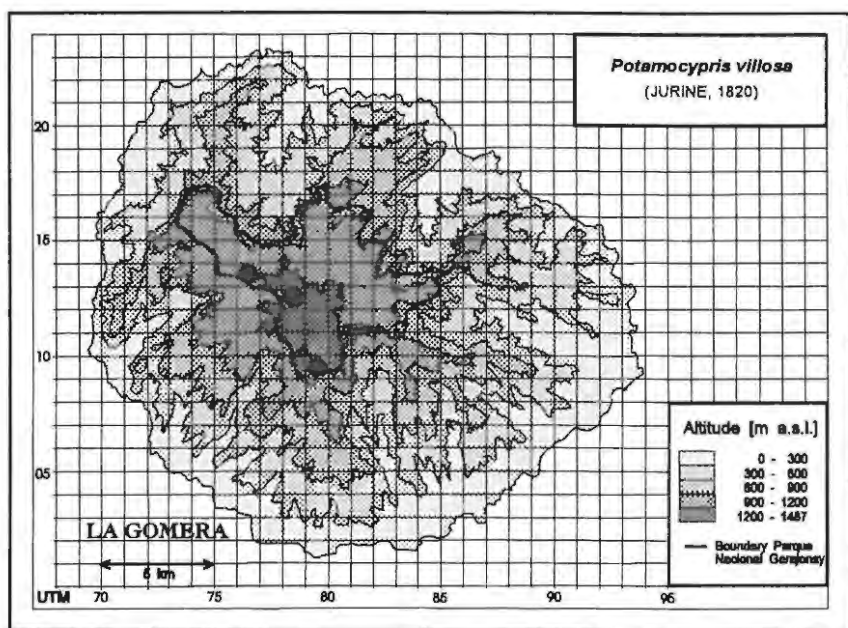 Potamocypris villosa
(JURINE, 1820)
20
15
10
05
Altitude [m a.s.l.]
0 - 300
300 - 600
600 - 900
900 - 1200
1200 - 1487
Boundary Parque
Nacional Garajonay
LA GOMERA
5 km
UTM 70 75 80 85 90 95